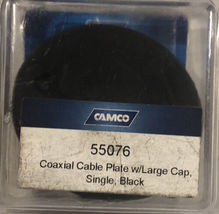 CAMCO
55076
Coaxial Cable Plate w/Large Cap,
Single, Black